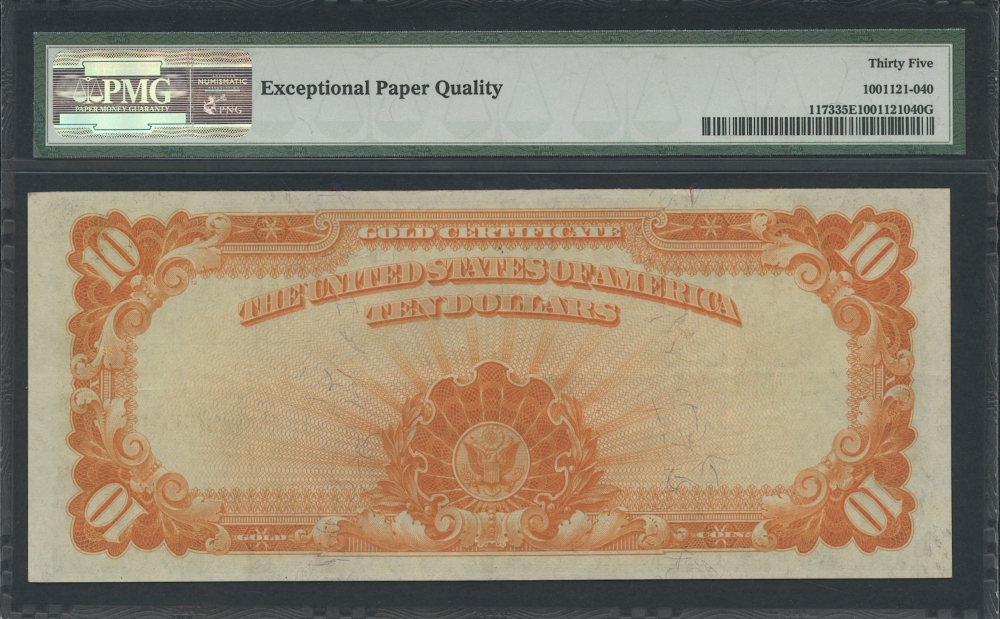 PMG
PAPER MONEY GUARANTY
NUMISMATIC
PNG
Exceptional Paper Quality
Thirty Five
1001121-040
117335E1001121040G
10
10
GOLD CERTIFICATE
THE UNITED STATES OF AMERICA
TEN DOLLARS
10
10
GOLD
COIN